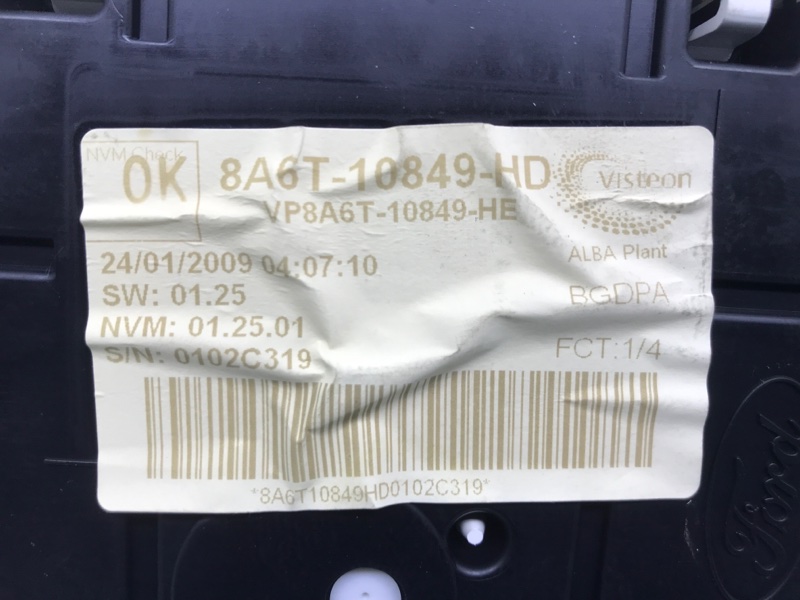 NVM Check
OK
8A6T-10849-HD
VP8A6T-10849-HE
Visteon
ALBA Plant
24/01/2009 04:07:10
SW: 01.25
BGDPA
NVM: 01.25.01
S/N: 0102C319
FCT:1/4
*8A6T10849HD0102C319*
Ford